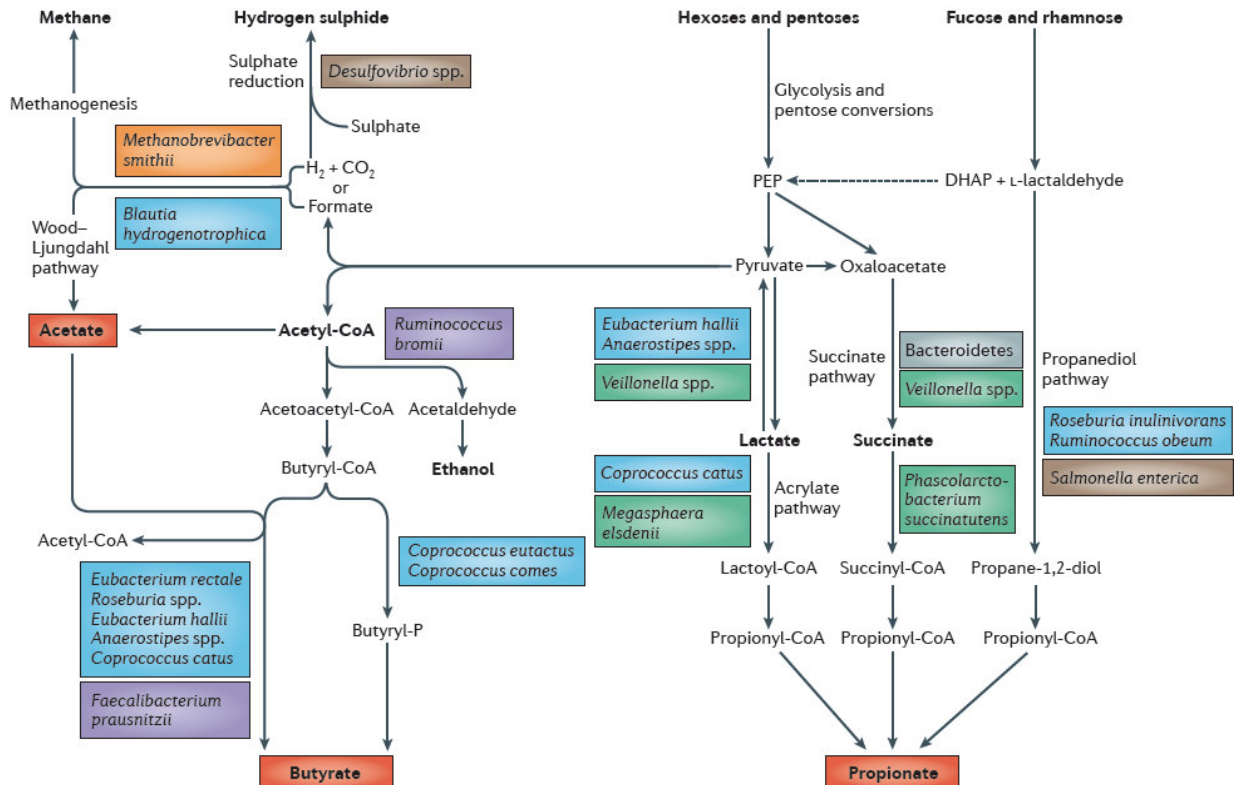 Methane
Hydrogen sulphide
Hexoses and pentoses
Fucose and rhamnose
Sulphate
reduction
Desulfovibrio spp.
Glycolysis and
pentose conversions
Methanogenesis
Sulphate
Methanobrevibacter
smithii
H₂ + CO₂
or
Formate
PEP
DHAP + L-lactaldehyde
Blautia
hydrogenotrophica
Wood–
Ljungdahl
pathway
Pyruvate
Oxaloacetate
Acetate
Acetyl-CoA
Ruminococcus
bromii
Eubacterium hallii
Anaerostipes spp.
Veillonella spp.
Succinate
pathway
Bacteroidetes
Veillonella spp.
Propanediol
pathway
Acetoacetyl-CoA
Acetaldehyde
Roseburia inulinivorans
Ruminococcus obeum
Salmonella enterica
Lactate
Succinate
Butyryl-CoA
Ethanol
Coprococcus catus
Megasphaera
elsdenii
Acrylate
pathway
Phascolarcto-
bacterium
succinatutens
Acetyl-CoA
Coprococcus eutactus
Coprococcus comes
Lactoyl-CoA
Succinyl-CoA
Propane-1,2-diol
Eubacterium rectale
Roseburia spp.
Eubacterium hallii
Anaerostipes spp.
Coprococcus catus
Butyryl-P
Propionyl-CoA
Propionyl-CoA
Propionyl-CoA
Faecalibacterium
prausnitzii
Butyrate
Propionate